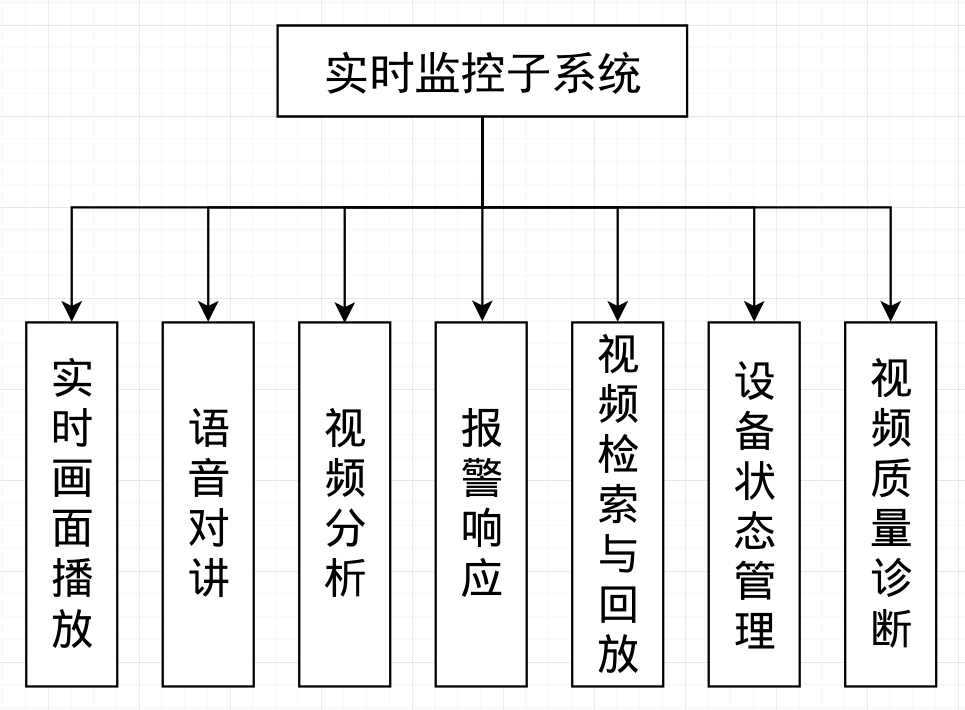 实时监控子系统
实时画面播放
语音对讲
视频分析
报警响应
视频检索与回放
设备状态管理
视频质量诊断